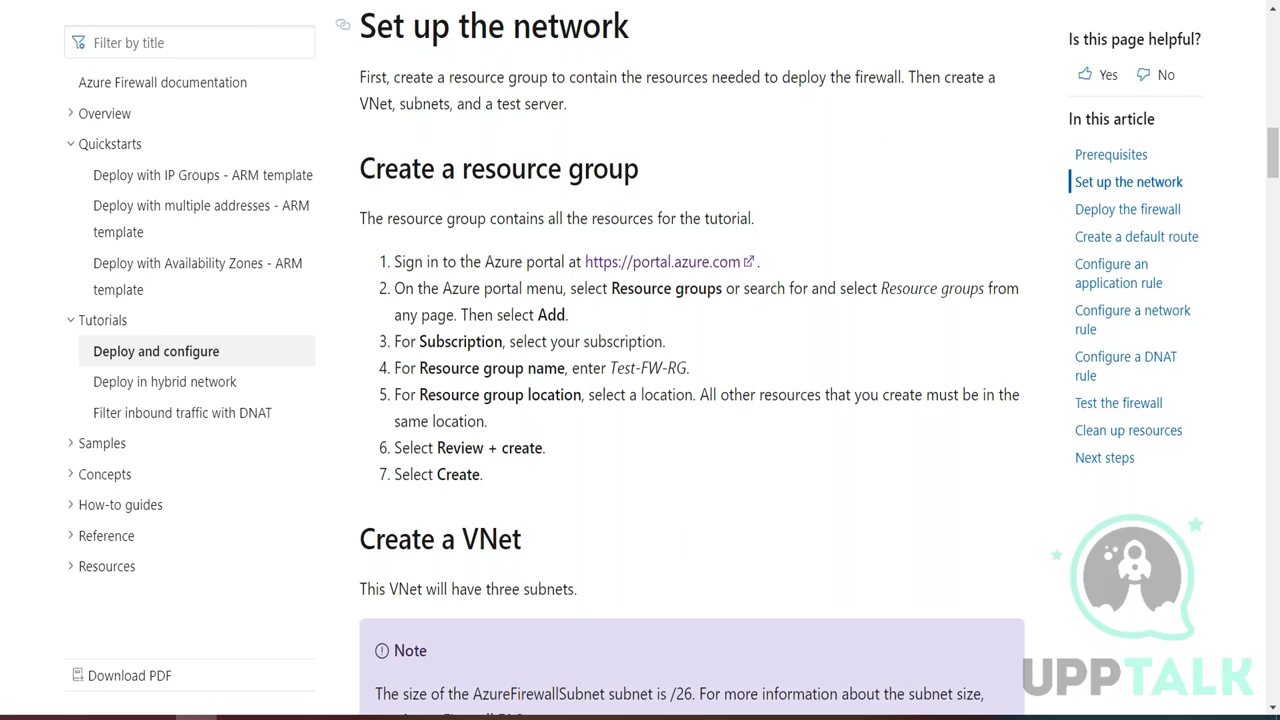 Filter by title
Azure Firewall documentation
Overview
Quickstarts
Deploy with IP Groups - ARM template
Deploy with multiple addresses - ARM
template
Deploy with Availability Zones - ARM
template
Tutorials
Deploy and configure
Deploy in hybrid network
Filter inbound traffic with DNAT
Samples
Concepts
How-to guides
Reference
Resources
Download PDF
Set up the network
First, create a resource group to contain the resources needed to deploy the firewall. Then create a
VNet, subnets, and a test server.
Create a resource group
The resource group contains all the resources for the tutorial.
1. Sign in to the Azure portal at https://portal.azure.com .
2. On the Azure portal menu, select Resource groups or search for and select Resource groups from
any page. Then select Add.
3. For Subscription, select your subscription.
4. For Resource group name, enter Test-FW-RG.
5. For Resource group location, select a location. All other resources that you create must be in the
same location.
6. Select Review + create.
7. Select Create.
Create a VNet
This VNet will have three subnets.
Note
The size of the AzureFirewallSubnet subnet is /26. For more information about the subnet size,
Is this page helpful?
Yes No
In this article
Prerequisites
Set up the network
Deploy the firewall
Create a default route
Configure an
application rule
Configure a network
rule
Configure a DNAT
rule
Test the firewall
Clean up resources
Next steps
UPPTALK